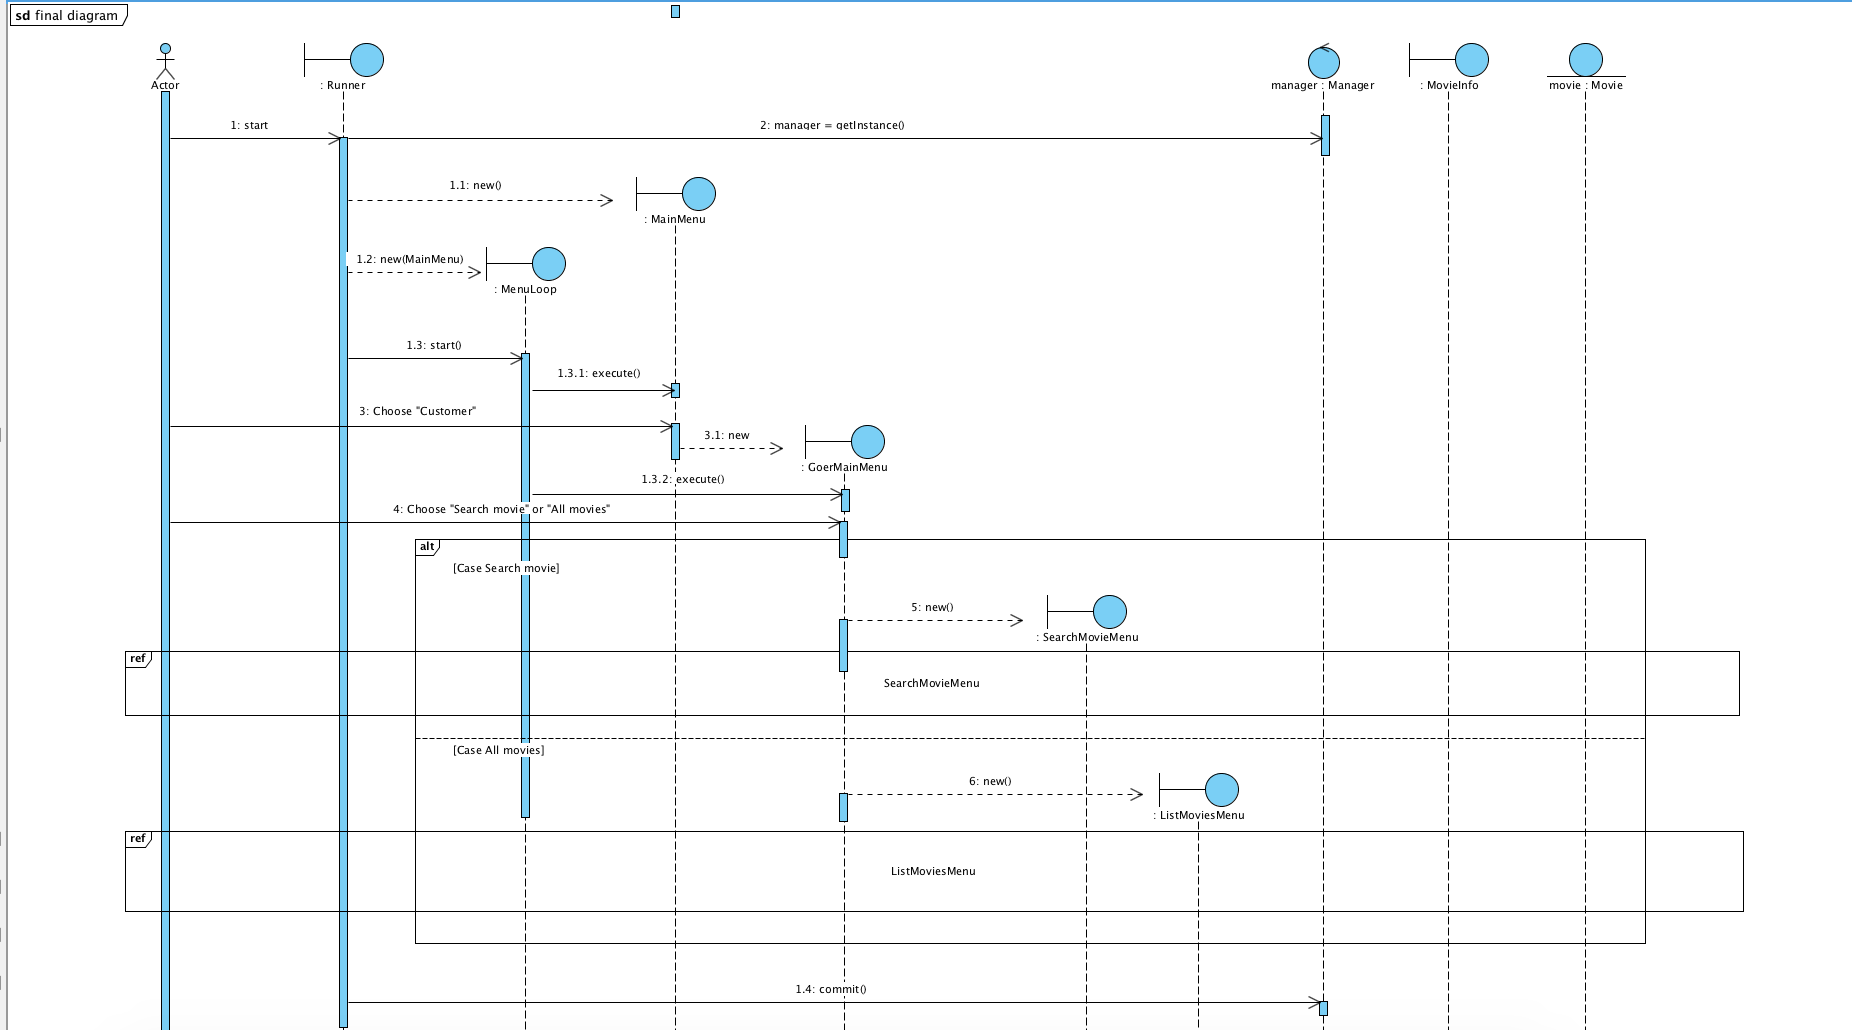 sd final diagram
Actor
: Runner
manager : Manager
: MovieInfo
movie : Movie
1: start
2: manager = getInstance()
1.1: new()
: MainMenu
1.2: new(MainMenu)
: MenuLoop
1.3: start()
1.3.1: execute()
3: Choose "Customer"
3.1: new
: GoerMainMenu
1.3.2: execute()
4: Choose "Search movie" or "All movies"
alt
[Case Search movie]
5: new()
: SearchMovieMenu
ref
SearchMovieMenu
[Case All movies]
6: new()
: ListMoviesMenu
ref
ListMoviesMenu
1.4: commit()